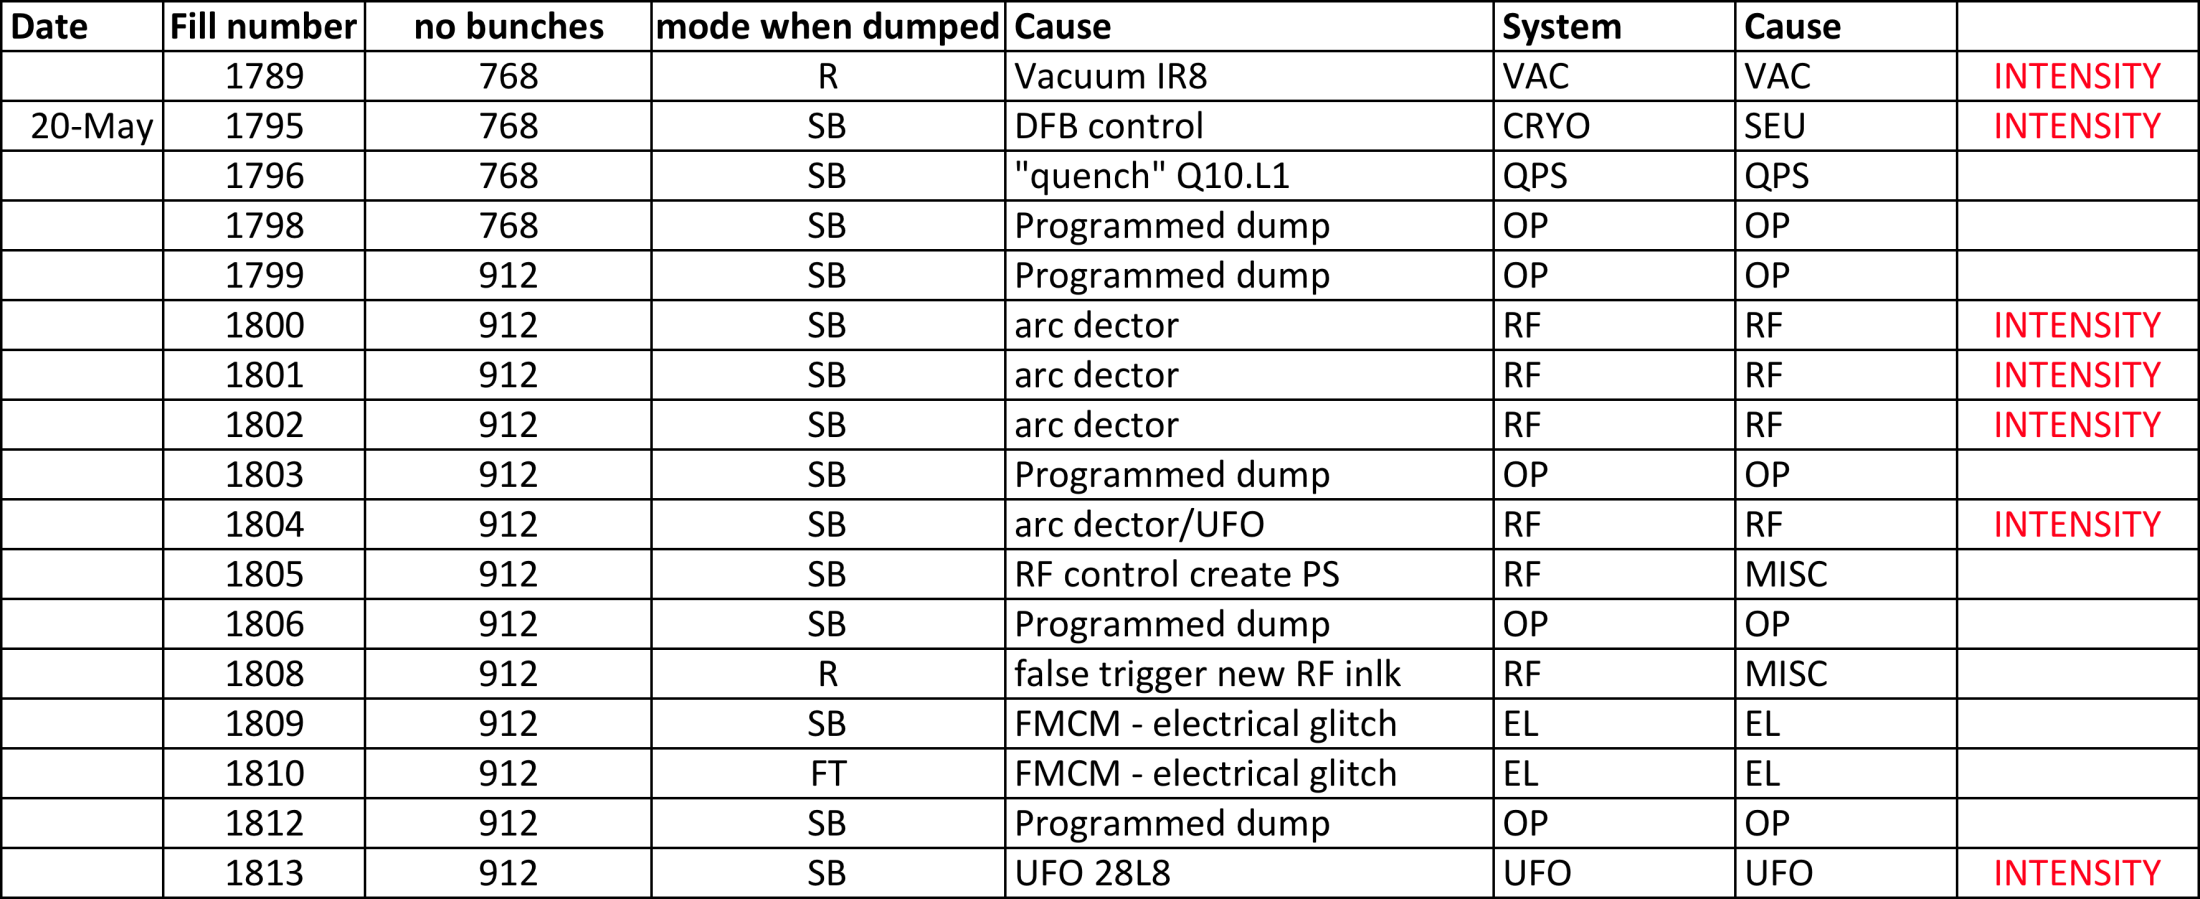 Date Fill number no bunches mode when dumped Cause System Cause
1789 768 R Vacuum IR8 VAC VAC INTENSITY
20-May 1795 768 SB DFB control CRYO SEU INTENSITY
1796 768 SB "quench" Q10.L1 QPS QPS
1798 768 SB Programmed dump OP OP
1799 912 SB Programmed dump OP OP
1800 912 SB arc dector RF RF INTENSITY
1801 912 SB arc dector RF RF INTENSITY
1802 912 SB arc dector RF RF INTENSITY
1803 912 SB Programmed dump OP OP
1804 912 SB arc dector/UFO RF RF INTENSITY
1805 912 SB RF control create PS RF MISC
1806 912 SB Programmed dump OP OP
1808 912 R false trigger new RF inlk RF MISC
1809 912 SB FMCM - electrical glitch EL EL
1810 912 FT FMCM - electrical glitch EL EL
1812 912 SB Programmed dump OP OP
1813 912 SB UFO 28L8 UFO UFO INTENSITY